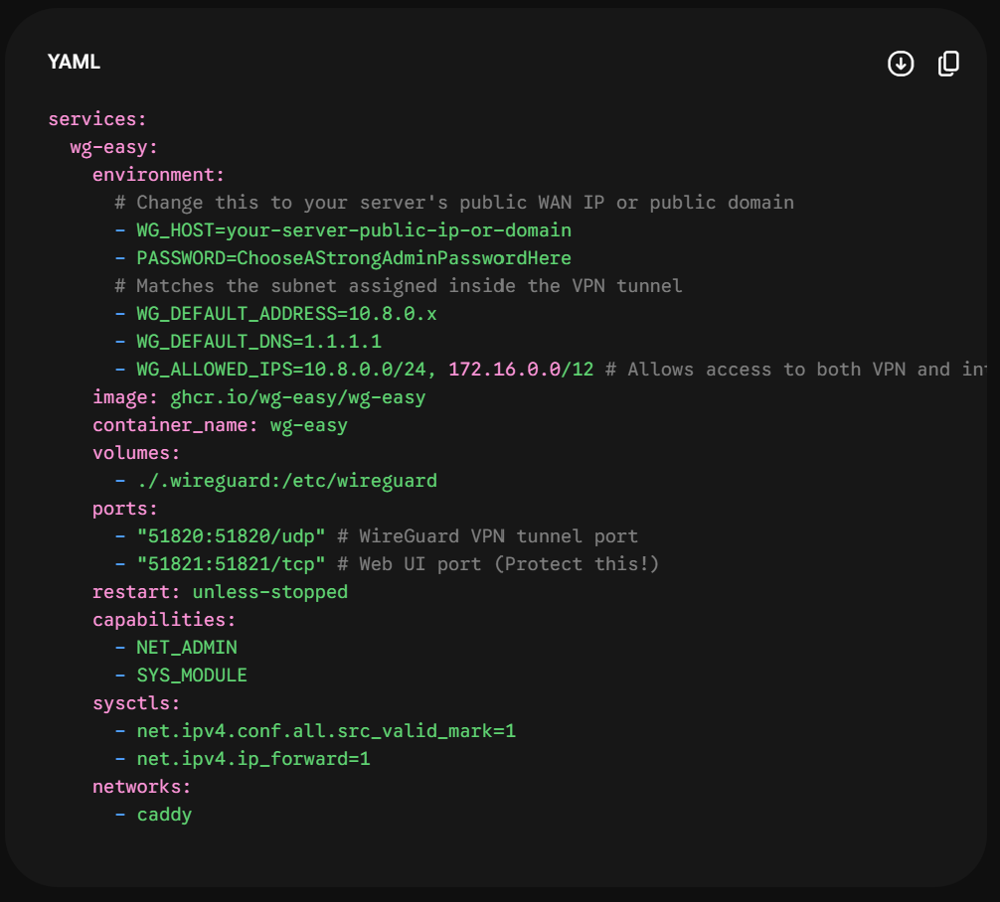 YAML
services:
  wg-easy:
    environment:
      # Change this to your server's public WAN IP or public domain
      - WG_HOST=your-server-public-ip-or-domain
      - PASSWORD=ChooseAStrongAdminPasswordHere
      # Matches the subnet assigned inside the VPN tunnel
      - WG_DEFAULT_ADDRESS=10.8.0.x
      - WG_DEFAULT_DNS=1.1.1.1
      - WG_ALLOWED_IPS=10.8.0.0/24, 172.16.0.0/12 # Allows access to both VPN and
    image: ghcr.io/wg-easy/wg-easy
    container_name: wg-easy
    volumes:
      - ./.wireguard:/etc/wireguard
    ports:
      - "51820:51820/udp" # WireGuard VPN tunnel port
      - "51821:51821/tcp" # Web UI port (Protect this!)
    restart: unless-stopped
    capabilities:
      - NET_ADMIN
      - SYS_MODULE
    sysctls:
      - net.ipv4.conf.all.src_valid_mark=1
      - net.ipv4.ip_forward=1
    networks:
      - caddy